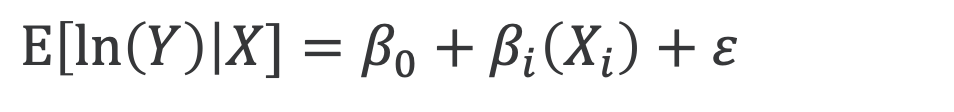 E[ln(𝑌)|𝑋] = 𝛽₀ + 𝛽ᵢ(𝑋ᵢ) + 𝜀